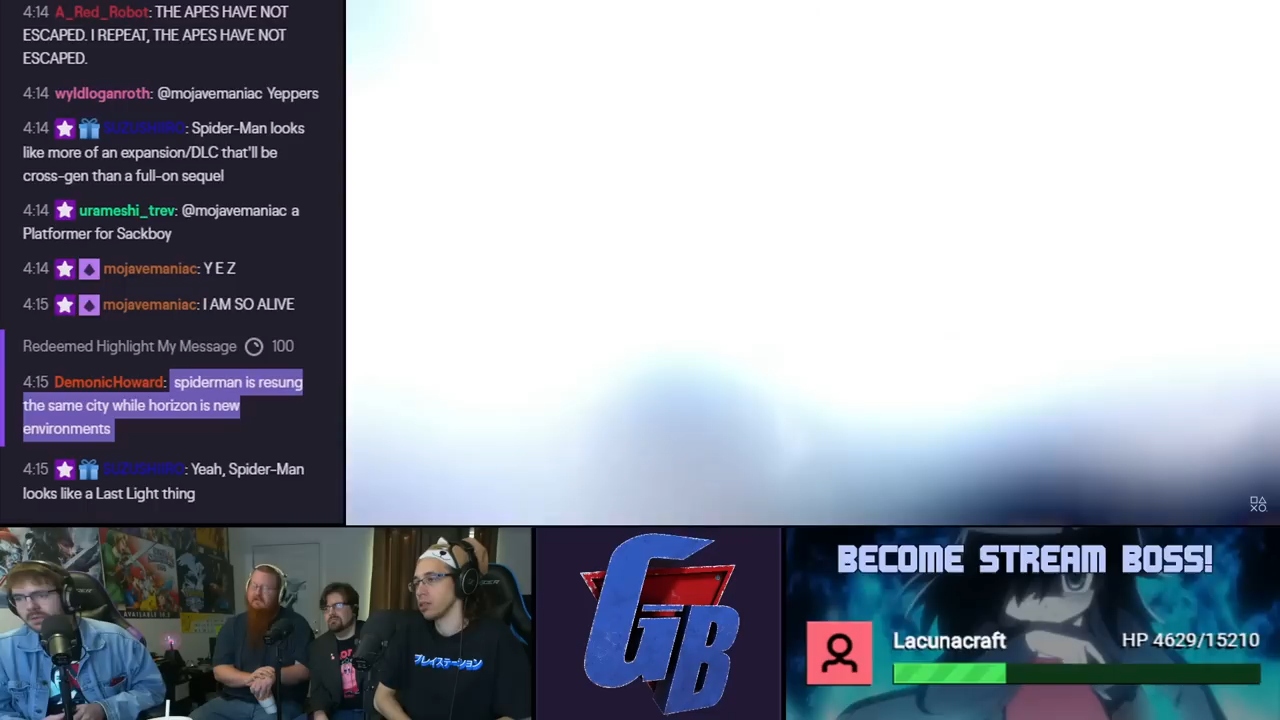 4:14 A_Red_Robot: THE APES HAVE NOT
ESCAPED. I REPEAT, THE APES HAVE NOT
ESCAPED.
4:14 wyldloganroth: @mojavemaniac Yeppers
4:14 SUZUSHIIRO: Spider-Man looks
like more of an expansion/DLC that'll be
cross-gen than a full-on sequel
4:14 urameshi_trev: @mojavemaniac a
Platformer for Sackboy
4:14 mojavemaniac: Y E Z
4:15 mojavemaniac: I AM SO ALIVE
Redeemed Highlight My Message 100
4:15 DemonicHoward: spiderman is resung
the same city while horizon is new
environments
4:15 SUZUSHIIRO: Yeah, Spider-Man
looks like a Last Light thing
AVAILABLE
プレイステーション
GB
BECOME STREAM BOSS!
Lacunacraft HP 4629/15210